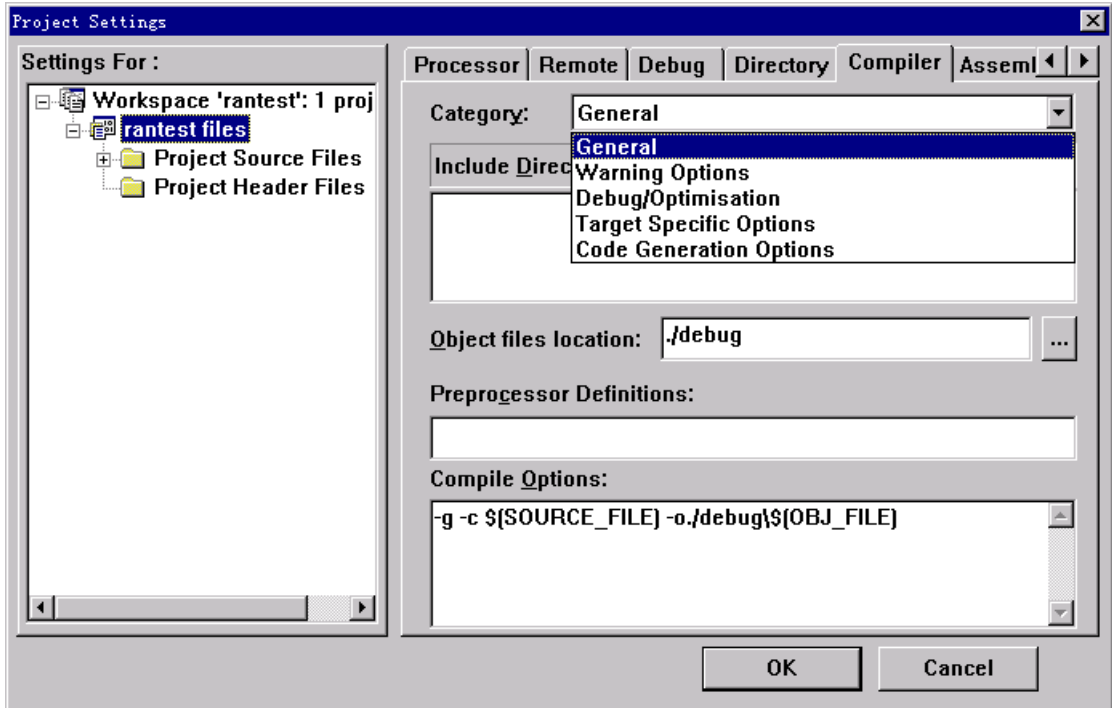 Project Settings
Settings For :
Workspace 'rantest': 1 proj
rantest files
Project Source Files
Project Header Files
Processor Remote Debug Directory Compiler Asseml
Category: General
General
Warning Options
Debug/Optimisation
Target Specific Options
Code Generation Options
Include Direc
Object files location: ./debug ...
Preprocessor Definitions:
Compile Options:
-g -c $(SOURCE_FILE) -o./debug\$(OBJ_FILE)
OK Cancel